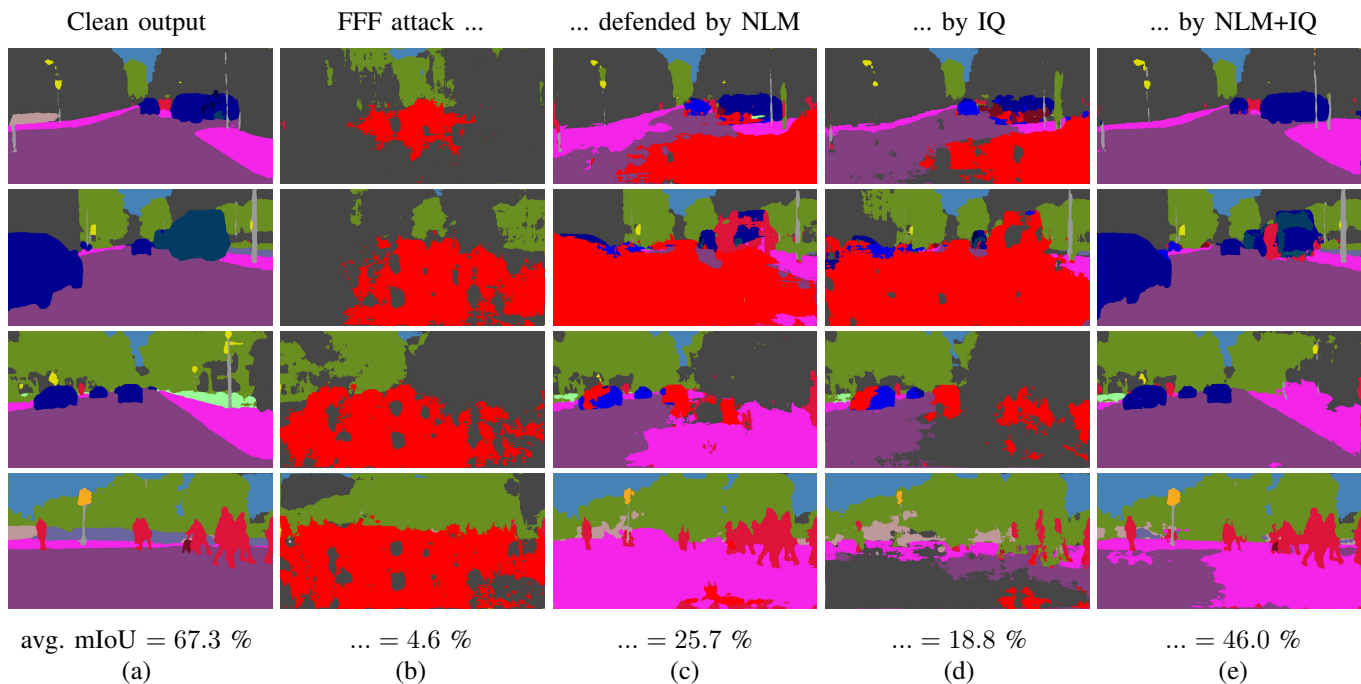 Clean output FFF attack ... ... defended by NLM ... by IQ ... by NLM+IQ
avg. mIoU = 67.3 % ... = 4.6 % ... = 25.7 % ... = 18.8 % ... = 46.0 %
(a) (b) (c) (d) (e)